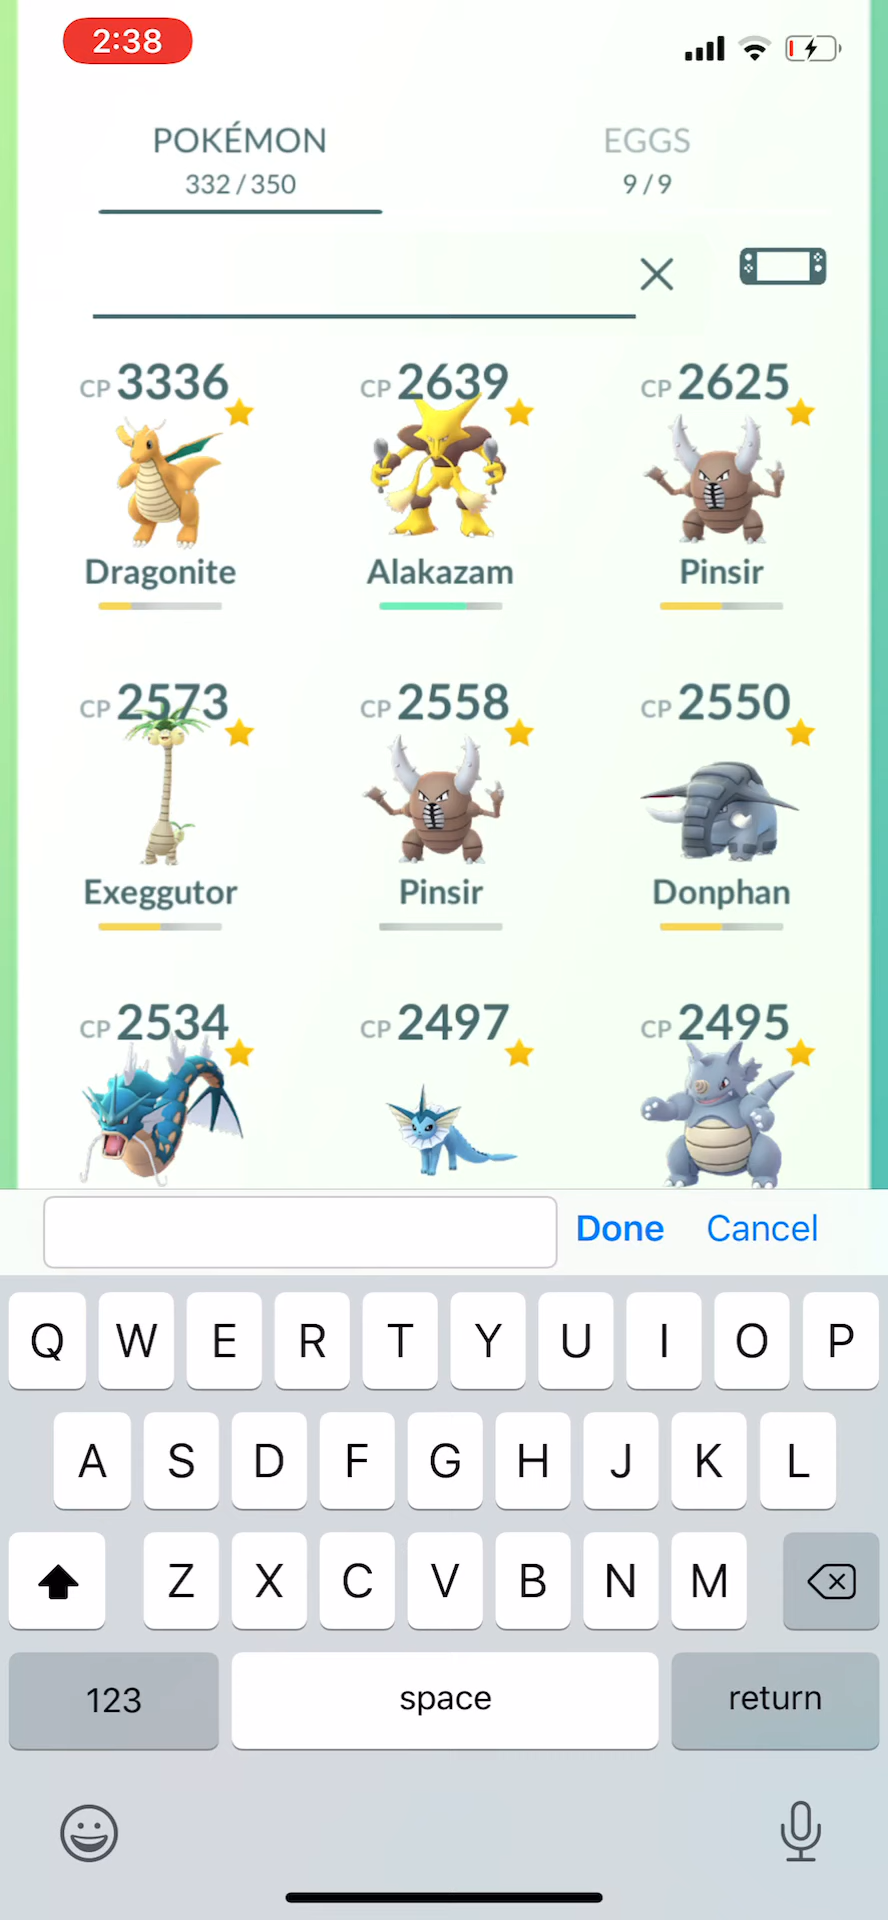 2:38
POKÉMON EGGS
332 / 350 9 / 9
CP 3336 CP 2639 CP 2625
Dragonite Alakazam Pinsir
CP 2573 CP 2558 CP 2550
Exeggutor Pinsir Donphan
CP 2534 CP 2497 CP 2495
Done Cancel
Q W E R T Y U I O P
A S D F G H J K L
Z X C V B N M
123 space return